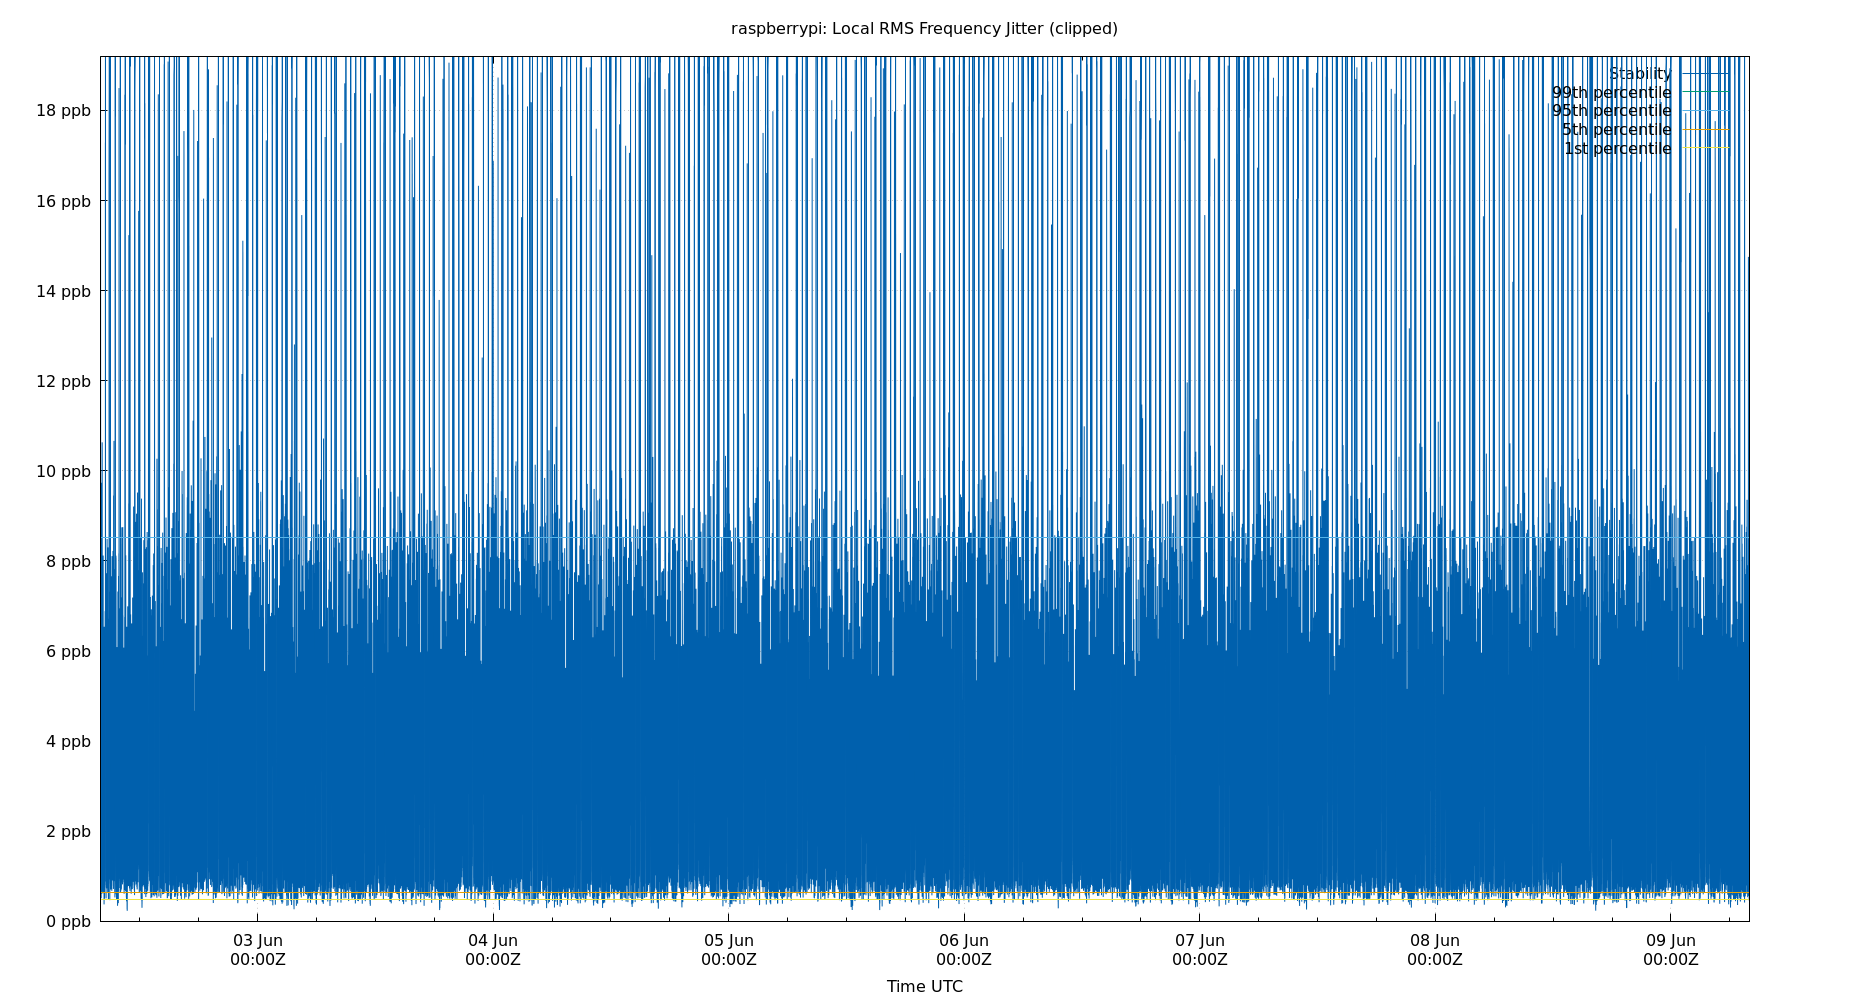 raspberrypi: Local RMS Frequency Jitter (clipped)
Stability
99th percentile
95th percentile
5th percentile
1st percentile
18 ppb
16 ppb
14 ppb
12 ppb
10 ppb
8 ppb
6 ppb
4 ppb
2 ppb
0 ppb
03 Jun 04 Jun 05 Jun 06 Jun 07 Jun 08 Jun 09 Jun
00:00Z 00:00Z 00:00Z 00:00Z 00:00Z 00:00Z 00:00Z
Time UTC